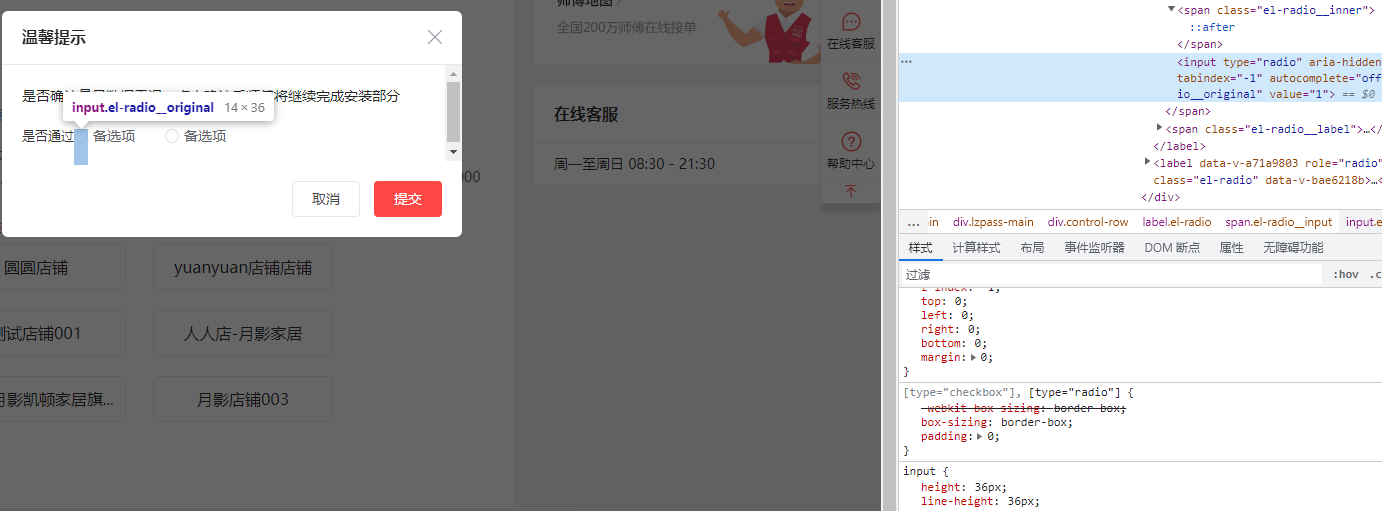 温馨提示
是否确
将继续完成安装部分
input.el-radio__original 14 × 36
是否通过 备选项 备选项
取消 提交
000
圆圆店铺 yuanyuan店铺店铺
试店铺001 人人店-月影家居
月影凯顿家居旗... 月影店铺003
师傅地图 >
全国200万师傅在线接单
在线客服
周一至周日 08:30 - 21:30
在线客服
服务热线
帮助中心
▼<span class="el-radio__inner">
::after
</span>
<input type="radio" aria-hidden
tabindex="-1" autocomplete="off
io__original" value="1"> == $0
</span>
▶<span class="el-radio__label">…</
</label>
▶<label data-v-a71a9803 role="radio"
class="el-radio" data-v-bae6218b>…<
</div>
... in div.lzpass-main div.control-row label.el-radio span.el-radio__input input.e
样式 计算样式 布局 事件监听器 DOM 断点 属性 无障碍功能
过滤 :hov .c
z-index: -1;
top: 0;
left: 0;
right: 0;
bottom: 0;
margin:▶0;
}
[type="checkbox"], [type="radio"] {
-webkit-box-sizing: border-box;
box-sizing: border-box;
padding:▶0;
}
input {
height: 36px;
line-height: 36px;